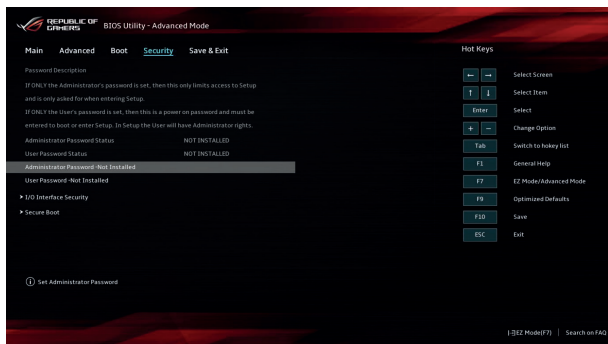 REPUBLIC OF
GAMERS
BIOS Utility - Advanced Mode
Main Advanced Boot Security Save & Exit
Hot Keys
Password Description
If ONLY the Administrator's password is set, then this only limits access to Setup
and is only asked for when entering Setup.
If ONLY the User's password is set, then this is a power on password and must be
entered to boot or enter Setup. In Setup the User will have Administrator rights.
Administrator Password Status NOT INSTALLED
User Password Status NOT INSTALLED
Administrator Password -Not Installed
User Password -Not Installed
I/O Interface Security
Secure Boot
← → Select Screen
↑ ↓ Select Item
Enter Select
+ - Change Option
Tab Switch to hokey list
F1 General Help
F7 EZ Mode/Advanced Mode
F9 Optimized Defaults
F10 Save
ESC Exit
Set Administrator Password
EZ Mode(F7) | Search on FAQ